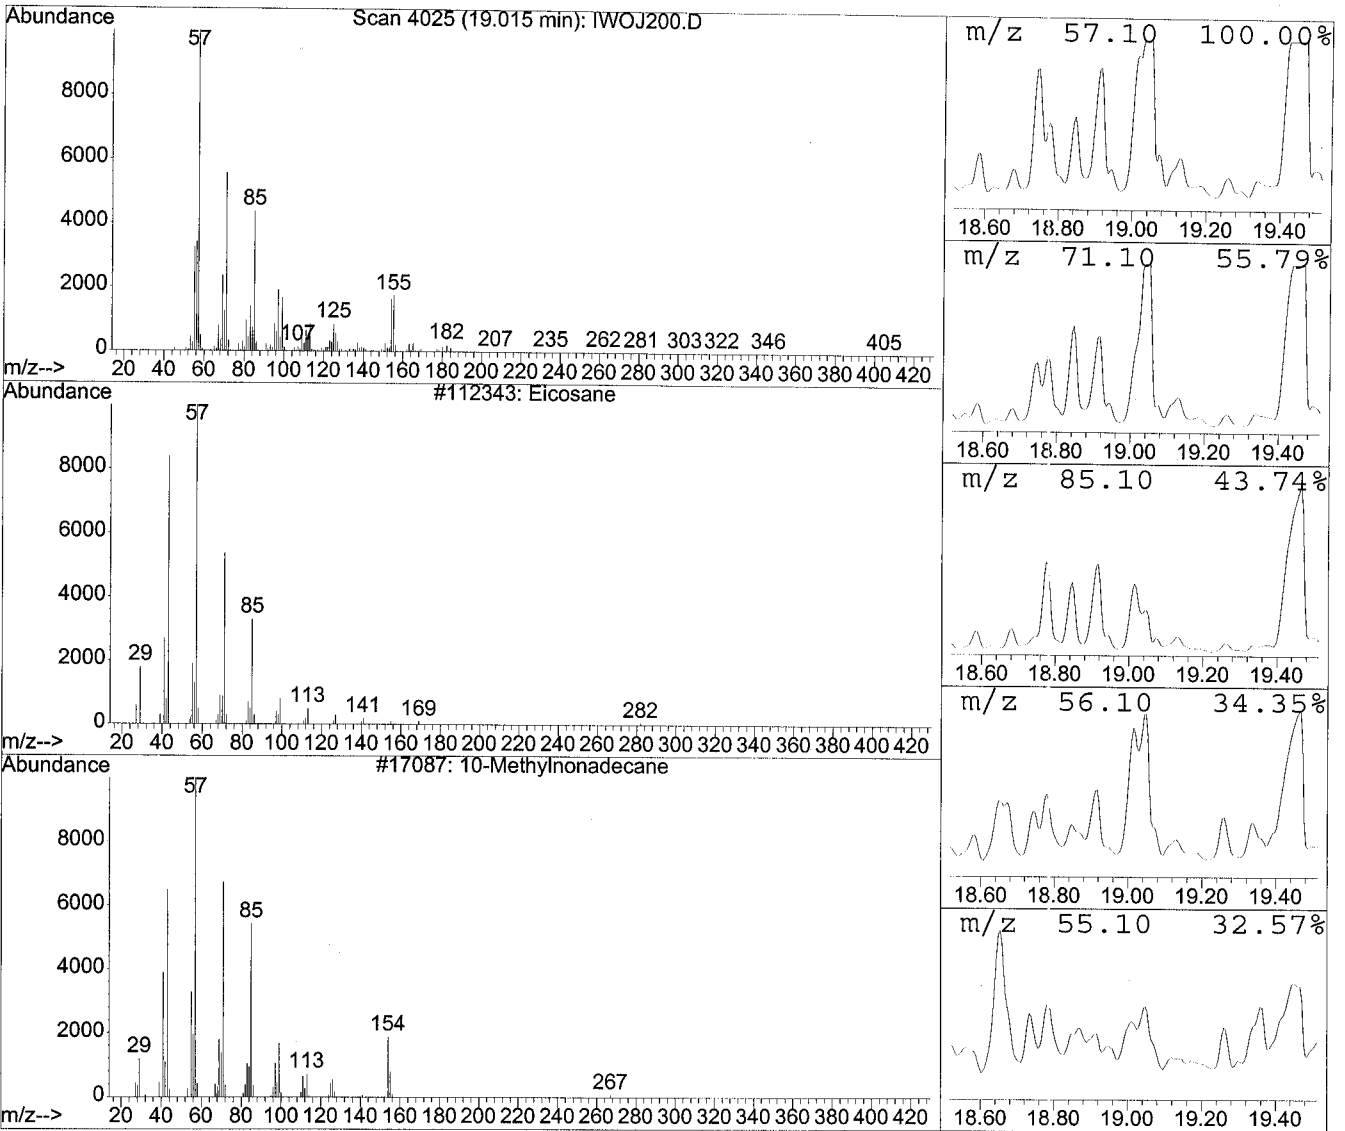 Abundance
Scan 4025 (19.015 min): IWOJ200.D
57
8000
6000
4000
2000
0
85
155
125
107
182 207 235 262 281 303 322 346 405
m/z--> 20 40 60 80 100 120 140 160 180 200 220 240 260 280 300 320 340 360 380 400 420
Abundance
#112343: Eicosane
57
8000
6000
4000
2000
0
85
29
113
141
169
282
m/z--> 20 40 60 80 100 120 140 160 180 200 220 240 260 280 300 320 340 360 380 400 420
Abundance
#17087: 10-Methylnonadecane
57
8000
6000
4000
2000
0
85
154
29
113
267
m/z--> 20 40 60 80 100 120 140 160 180 200 220 240 260 280 300 320 340 360 380 400 420
m/z 57.10 100.00%
18.60 18.80 19.00 19.20 19.40
m/z 71.10 55.79%
18.60 18.80 19.00 19.20 19.40
m/z 85.10 43.74%
18.60 18.80 19.00 19.20 19.40
m/z 56.10 34.35%
18.60 18.80 19.00 19.20 19.40
m/z 55.10 32.57%
18.60 18.80 19.00 19.20 19.40